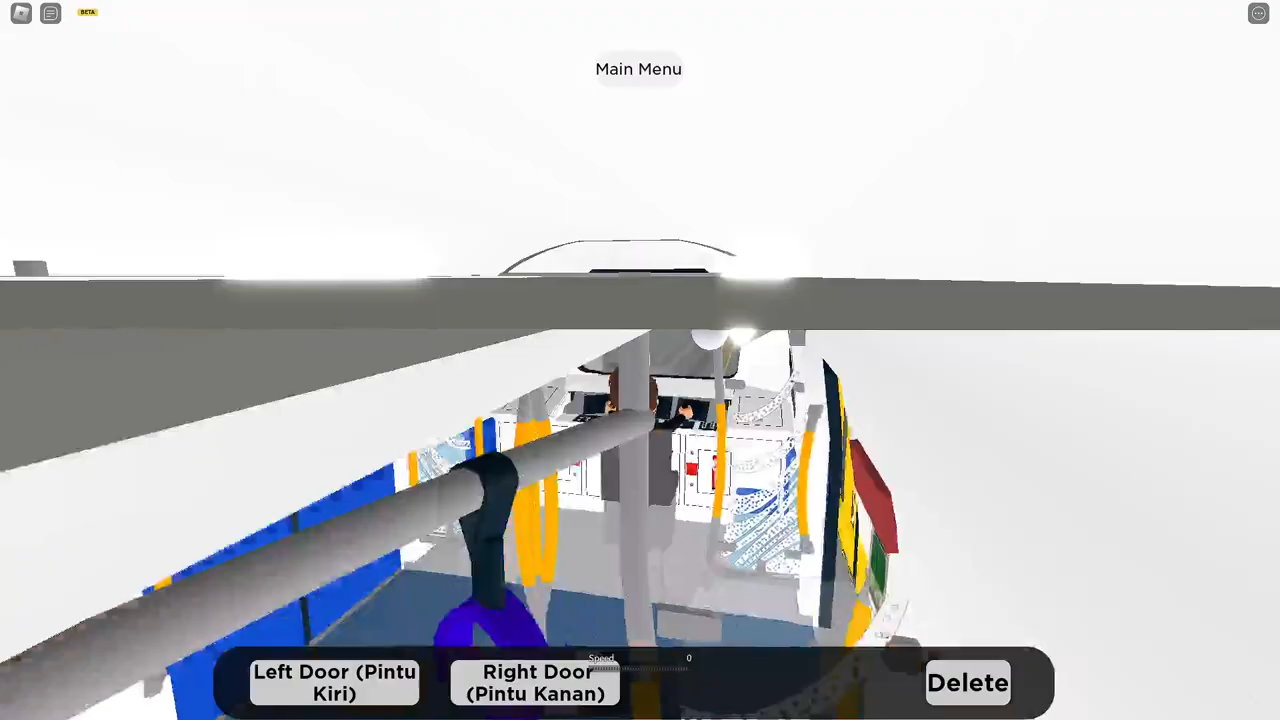 BETA
Main Menu
Speed 0
Left Door (Pintu
Kiri)
Right Door
(Pintu Kanan)
Delete